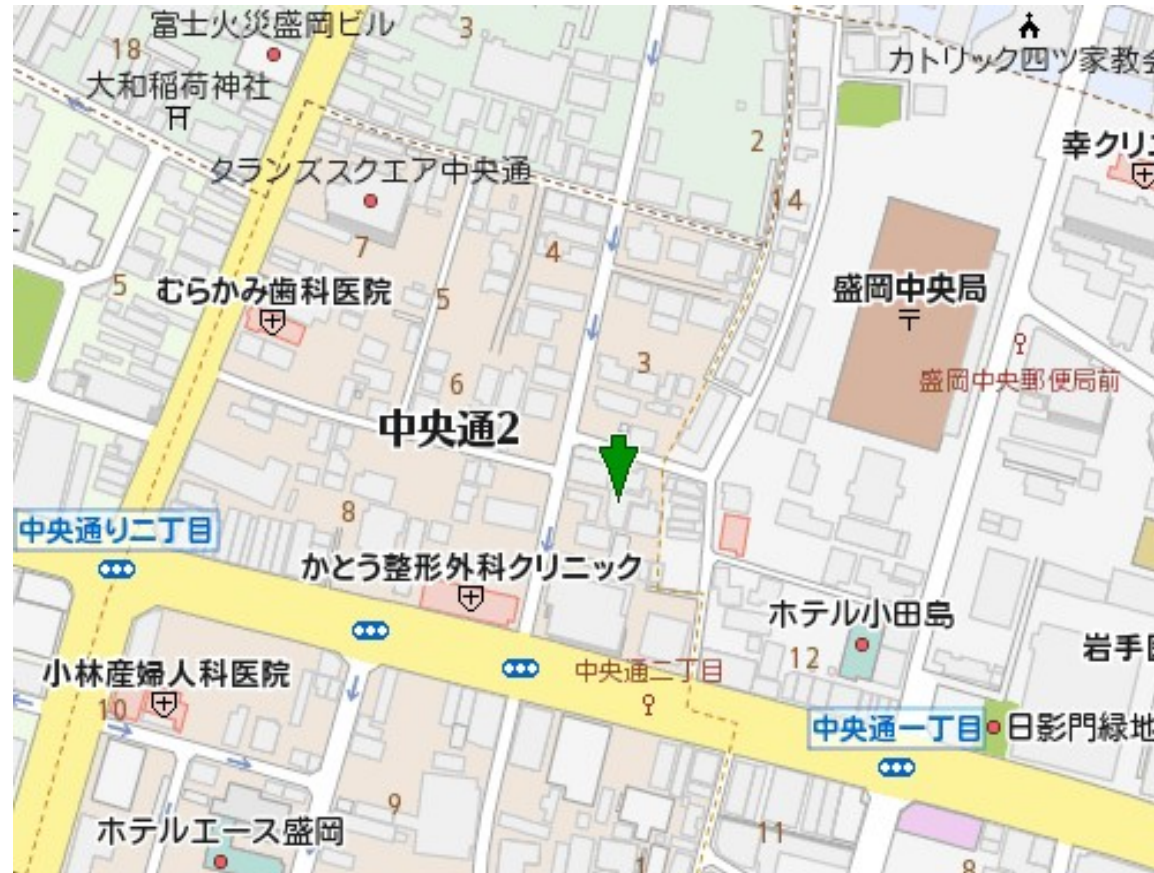 富士火災盛岡ビル
3
18
カトリック四ツ家教会
大和稲荷神社
2
幸クリニ
タランズスクエア中央通
14
7
4
5
5
むらかみ歯科医院
盛岡中央局
3
盛岡中央郵便局前
6
中央通2
8
中央通り二丁目
かとう整形外科クリニック
ホテル小田島
小林産婦人科医院
中央通二丁目
12
岩手医
10
中央通一丁目
日影門緑地
9
ホテルエース盛岡
11
1
8